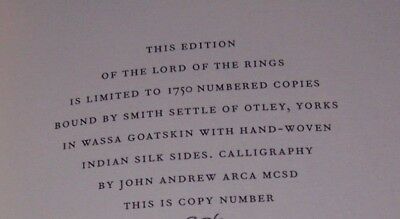 THIS EDITION
OF THE LORD OF THE RINGS
IS LIMITED TO 1750 NUMBERED COPIES
BOUND BY SMITH SETTLE OF OTLEY, YORKS
IN WASSA GOATSKIN WITH HAND-WOVEN
INDIAN SILK SIDES. CALLIGRAPHY
BY JOHN ANDREW ARCA MCSD
THIS IS COPY NUMBER